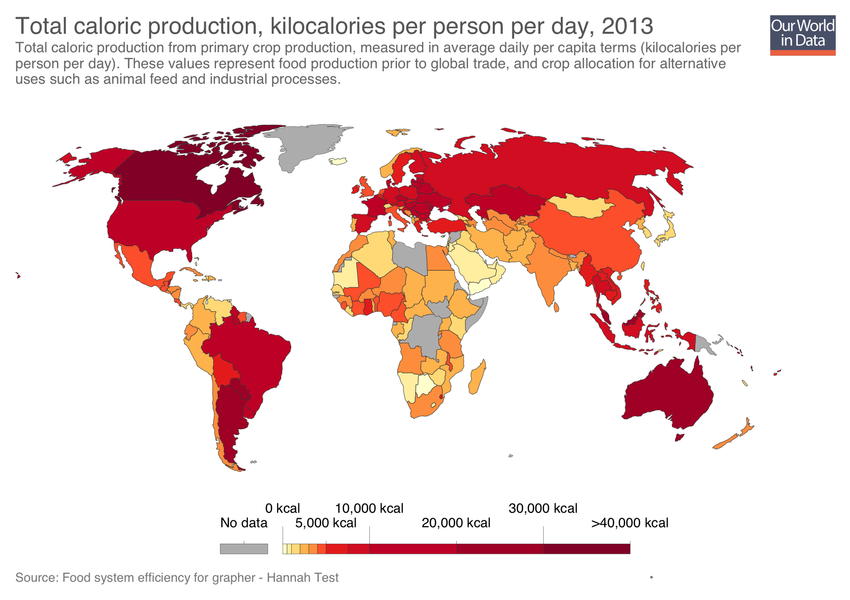 Total caloric production, kilocalories per person per day, 2013
Our World
in Data
Total caloric production from primary crop production, measured in average daily per capita terms (kilocalories per
person per day). These values represent food production prior to global trade, and crop allocation for alternative
uses such as animal feed and industrial processes.
0 kcal 10,000 kcal 30,000 kcal
No data 5,000 kcal 20,000 kcal >40,000 kcal
Source: Food system efficiency for grapher - Hannah Test